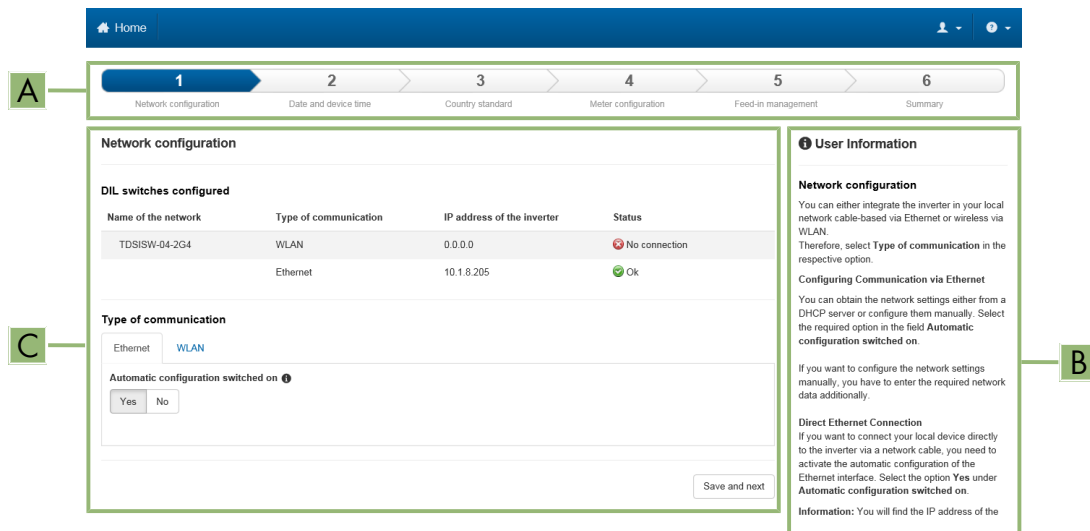 Home
A
1 2 3 4 5 6
Network configuration Date and device time Country standard Meter configuration Feed-in management Summary
C
Network configuration
DIL switches configured
Name of the network Type of communication IP address of the inverter Status
TDSISW-04-2G4 WLAN 0.0.0.0 No connection
Ethernet 10.1.8.205 Ok
Type of communication
Ethernet WLAN
Automatic configuration switched on
Yes No
Save and next
User Information
Network configuration
You can either integrate the inverter in your local
network cable-based via Ethernet or wireless via
WLAN.
Therefore, select Type of communication in the
respective option.
Configuring Communication via Ethernet
You can obtain the network settings either from a
DHCP server or configure them manually. Select
the required option in the field Automatic
configuration switched on.
If you want to configure the network settings
manually, you have to enter the required network
data additionally.
Direct Ethernet Connection
If you want to connect your local device directly
to the inverter via a network cable, you need to
activate the automatic configuration of the
Ethernet interface. Select the option Yes under
Automatic configuration switched on.
Information: You will find the IP address of the
B